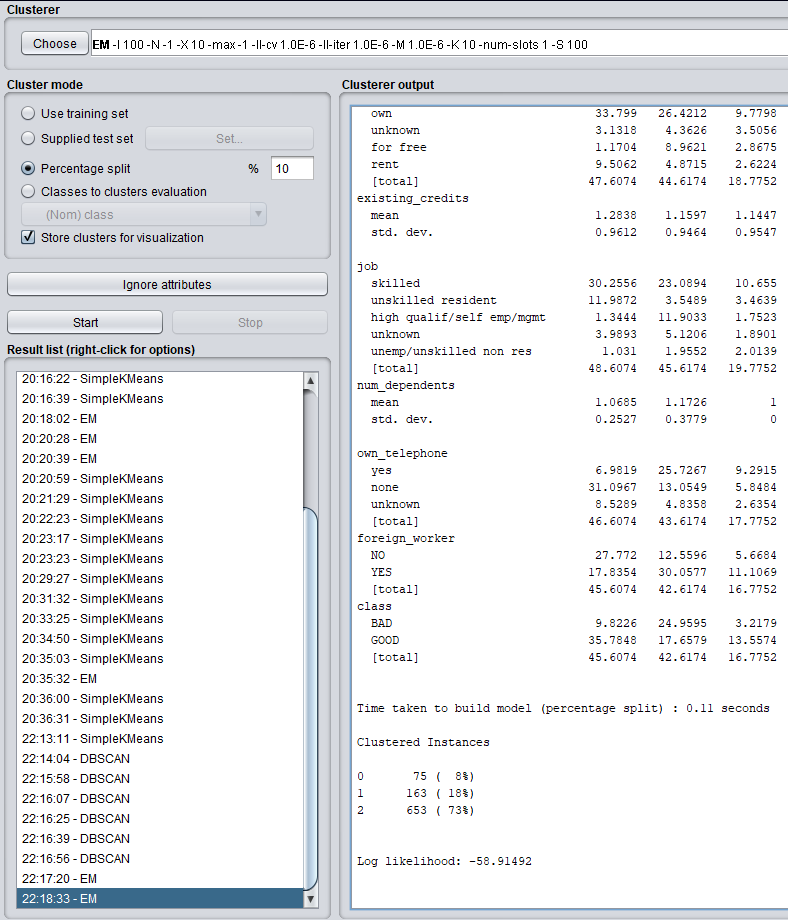 Clusterer
Choose
EM -I 100 -N -1 -X 10 -max -1 -ll-cv 1.0E-6 -ll-iter 1.0E-6 -M 1.0E-6 -K 10 -num-slots 1 -S 100
Cluster mode
Use training set
Supplied test set Set...
Percentage split % 10
Classes to clusters evaluation
(Nom) class
Store clusters for visualization
Ignore attributes
Start Stop
Result list (right-click for options)
20:16:22 - SimpleKMeans
20:16:39 - SimpleKMeans
20:18:02 - EM
20:20:28 - EM
20:20:39 - EM
20:20:59 - SimpleKMeans
20:21:29 - SimpleKMeans
20:22:23 - SimpleKMeans
20:23:17 - SimpleKMeans
20:23:23 - SimpleKMeans
20:29:27 - SimpleKMeans
20:31:32 - SimpleKMeans
20:33:25 - SimpleKMeans
20:34:50 - SimpleKMeans
20:35:03 - SimpleKMeans
20:35:32 - EM
20:36:00 - SimpleKMeans
20:36:31 - SimpleKMeans
22:13:11 - SimpleKMeans
22:14:04 - DBSCAN
22:15:58 - DBSCAN
22:16:07 - DBSCAN
22:16:25 - DBSCAN
22:16:39 - DBSCAN
22:16:56 - DBSCAN
22:17:20 - EM
22:18:33 - EM
Clusterer output
own 33.799 26.4212 9.7798
unknown 3.1318 4.3626 3.5056
for free 1.1704 8.9621 2.8675
rent 9.5062 4.8715 2.6224
[total] 47.6074 44.6174 18.7752
existing_credits
mean 1.2838 1.1597 1.1447
std. dev. 0.9612 0.9464 0.9547
job
skilled 30.2556 23.0894 10.655
unskilled resident 11.9872 3.5489 3.4639
high qualif/self emp/mgmt 1.3444 11.9033 1.7523
unknown 3.9893 5.1206 1.8901
unemp/unskilled non res 1.031 1.9552 2.0139
[total] 48.6074 45.6174 19.7752
num_dependents
mean 1.0685 1.1726 1
std. dev. 0.2527 0.3779 0
own_telephone
yes 6.9819 25.7267 9.2915
none 31.0967 13.0549 5.8484
unknown 8.5289 4.8358 2.6354
[total] 46.6074 43.6174 17.7752
foreign_worker
NO 27.772 12.5596 5.6684
YES 17.8354 30.0577 11.1069
[total] 45.6074 42.6174 16.7752
class
BAD 9.8226 24.9595 3.2179
GOOD 35.7848 17.6579 13.5574
[total] 45.6074 42.6174 16.7752
Time taken to build model (percentage split) : 0.11 seconds
Clustered Instances
0 75 ( 8%)
1 163 ( 18%)
2 653 ( 73%)
Log likelihood: -58.91492